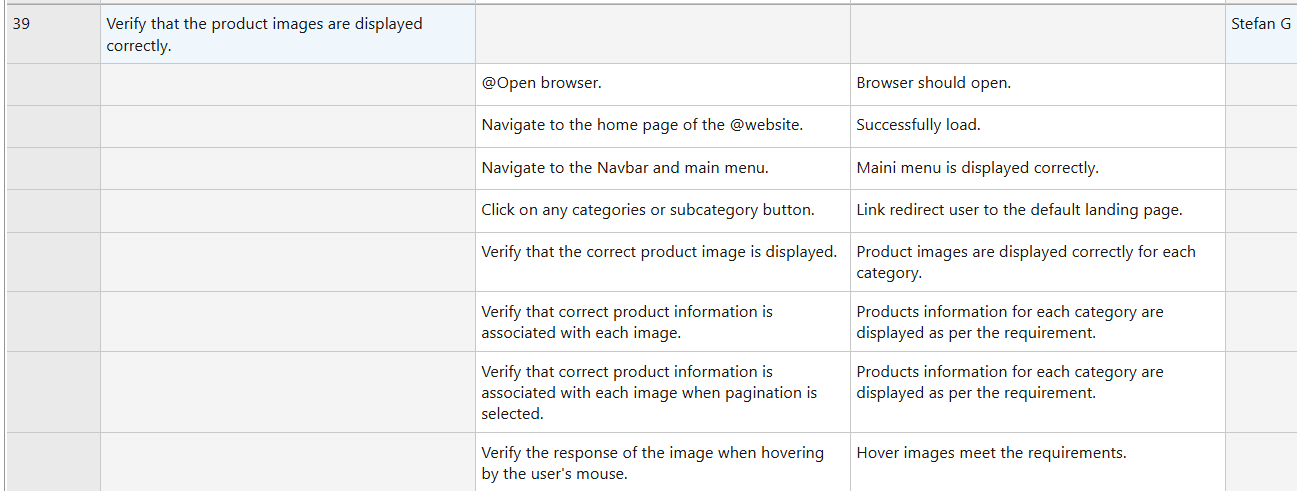 39
Verify that the product images are displayed
correctly.
Stefan G
@Open browser.
Browser should open.
Navigate to the home page of the @website.
Successfully load.
Navigate to the Navbar and main menu.
Maini menu is displayed correctly.
Click on any categories or subcategory button.
Link redirect user to the default landing page.
Verify that the correct product image is displayed.
Product images are displayed correctly for each
category.
Verify that correct product information is
associated with each image.
Products information for each category are
displayed as per the requirement.
Verify that correct product information is
associated with each image when pagination is
selected.
Products information for each category are
displayed as per the requirement.
Verify the response of the image when hovering
by the user's mouse.
Hover images meet the requirements.